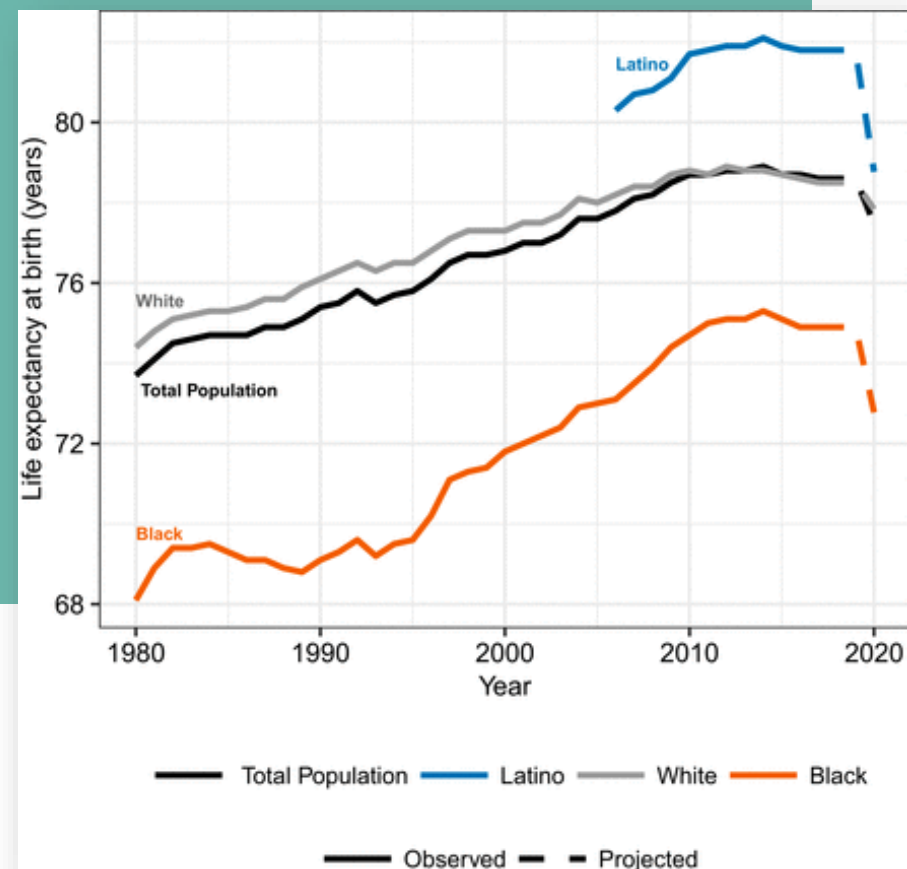 Life expectancy at birth (years)
80
76
72
68
Latino
White
Total Population
Black
1980 1990 2000 2010 2020
Year
Total Population Latino White Black
Observed Projected